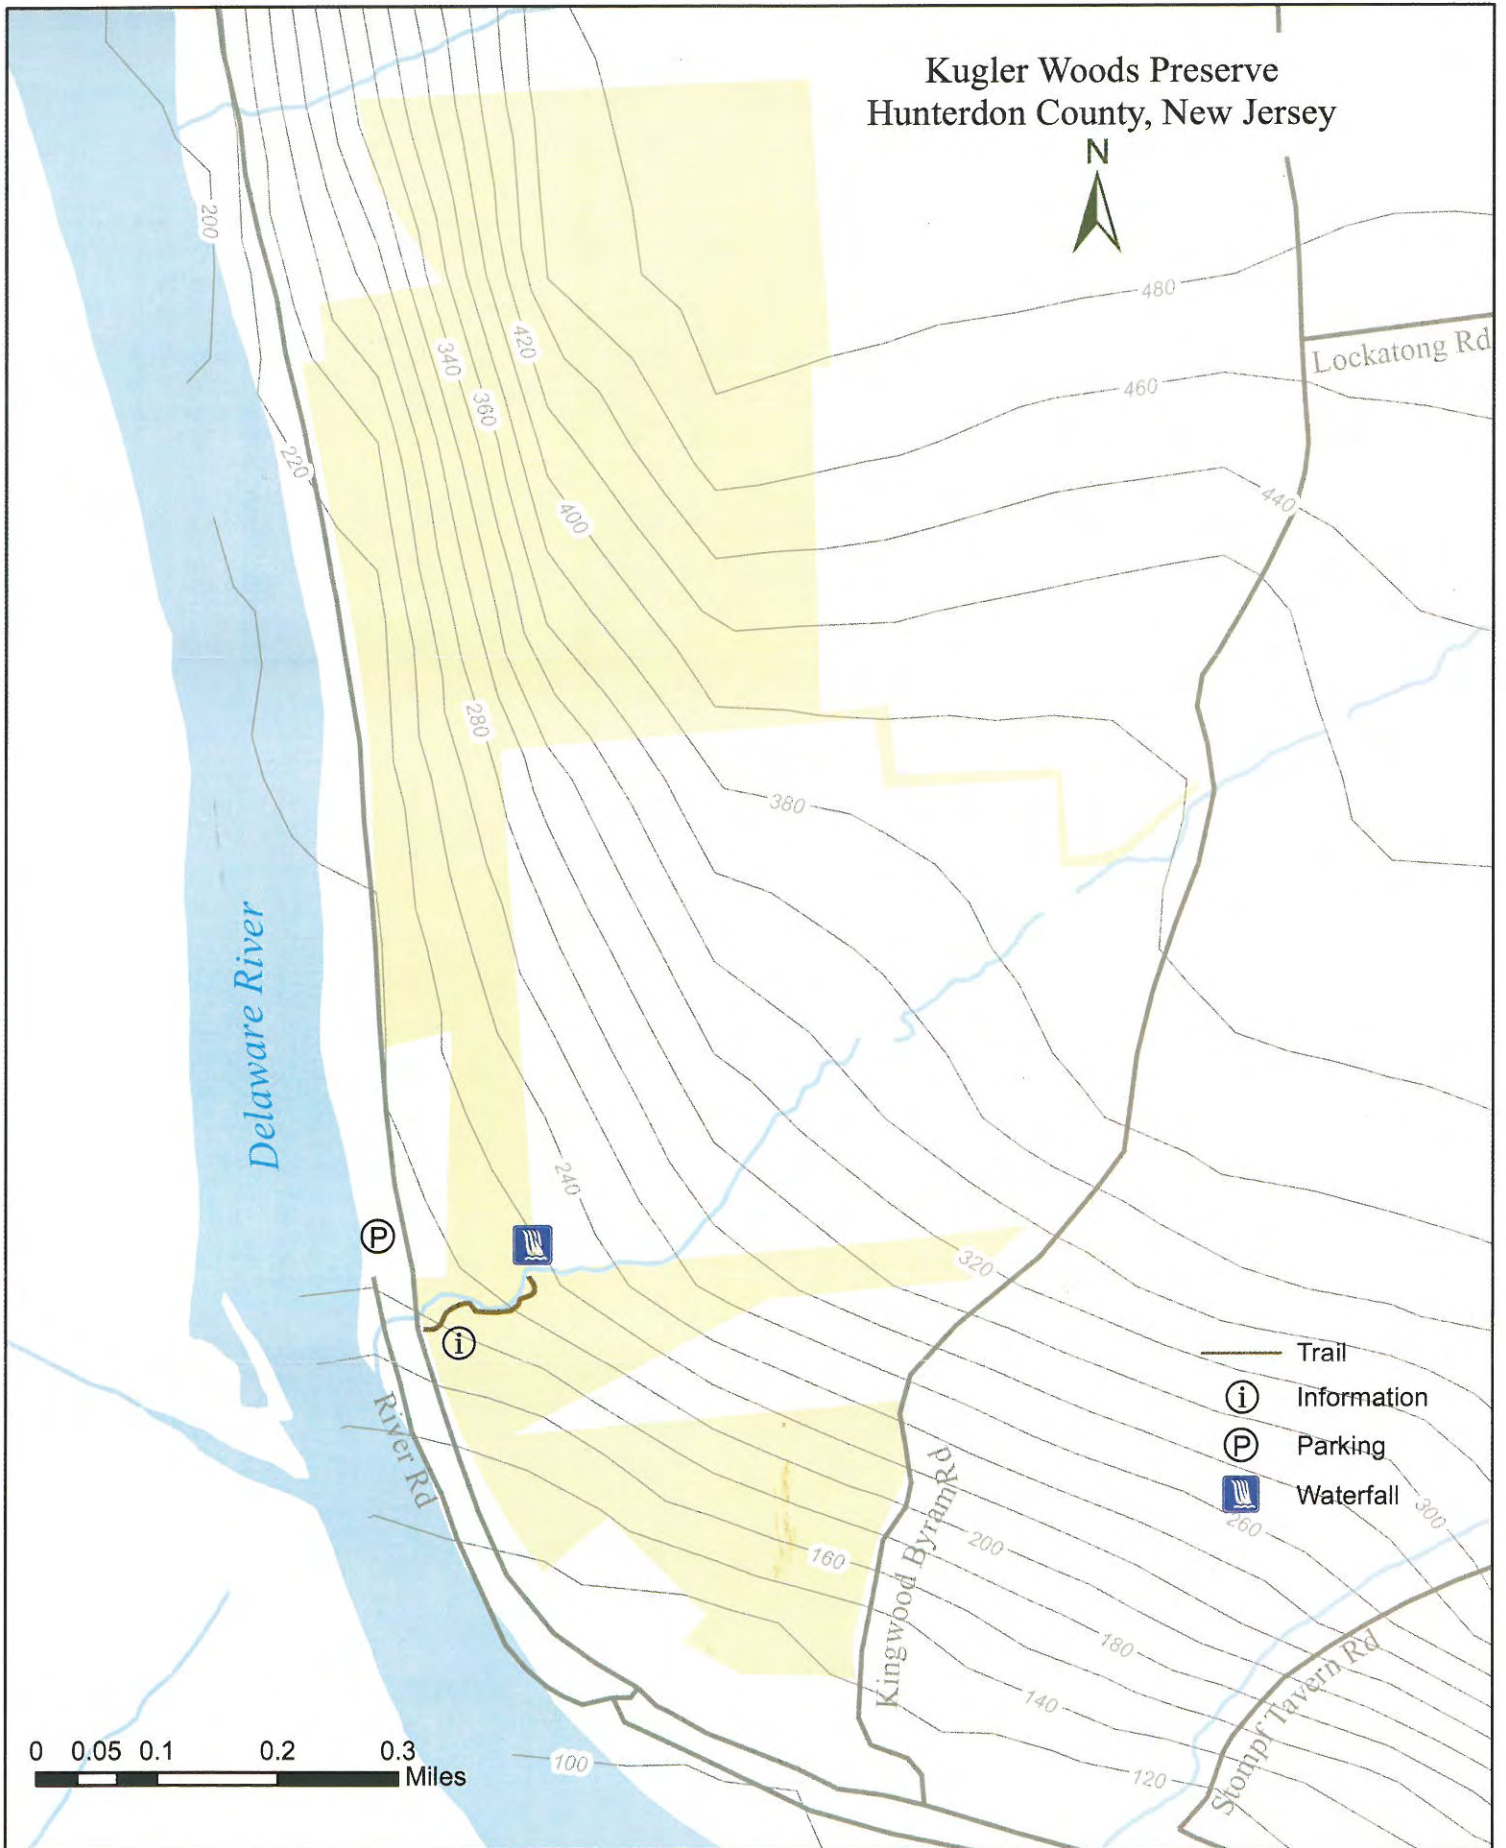 Kugler Woods Preserve
Hunterdon County, New Jersey
N
200
480
Lockatong Rd
420
340
460
360
220
440
400
280
380
Delaware River
240
P
320
i
Trail
i Information
River Rd
P Parking
Waterfall
300
260
200
160
Kingwood Byram Rd
180
Stompf Tavern Rd
140
0 0.05 0.1 0.2 0.3
Miles
100
120